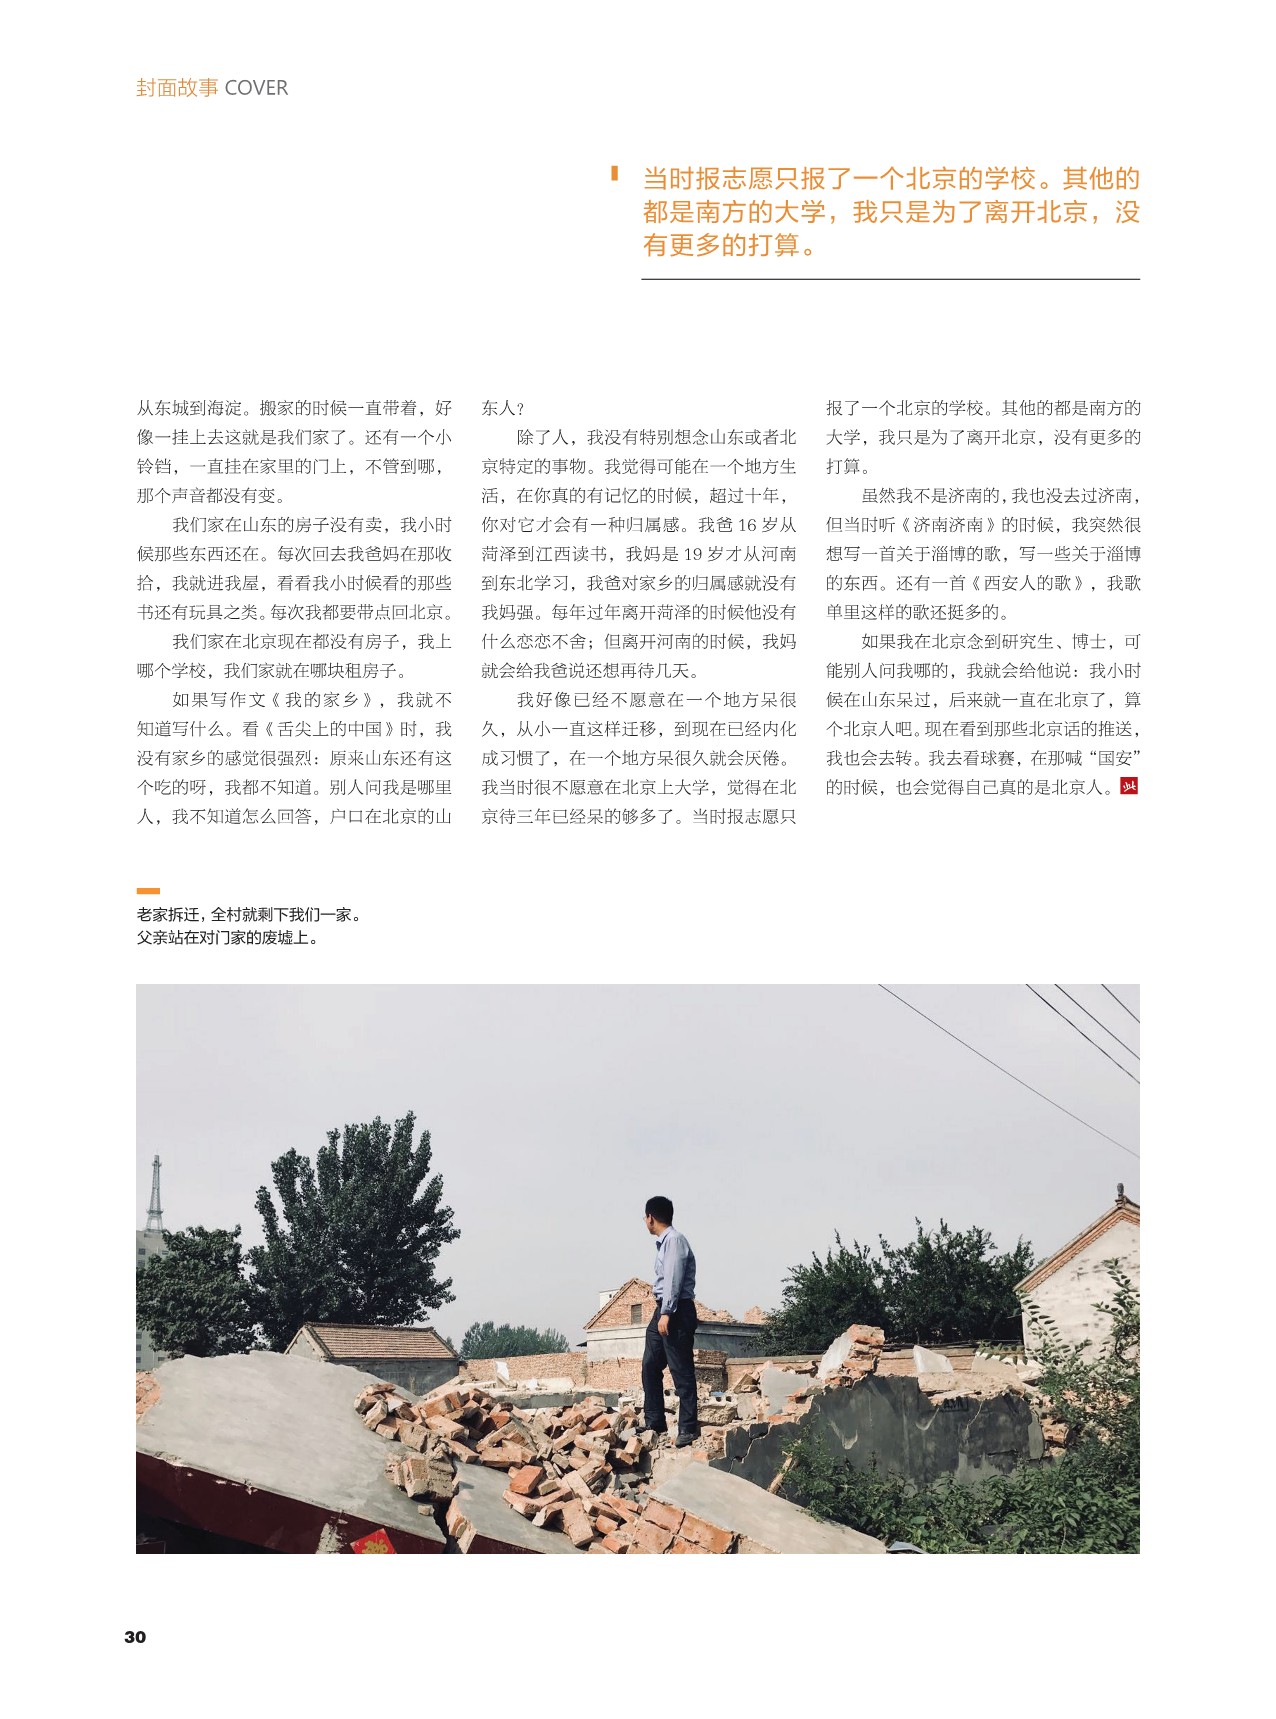 封面故事 COVER
当时报志愿只报了一个北京的学校。其他的
都是南方的大学，我只是为了离开北京，没
有更多的打算。
从东城到海淀。搬家的时候一直带着，好
像一挂上去这就是我们家了。还有一个小
铃铛，一直挂在家里的门上，不管到哪，
那个声音都没有变。
我们家在山东的房子没有卖，我小时
候那些东西还在。每次回去我爸妈在那收
拾，我就进我屋，看看我小时候看的那些
书还有玩具之类。每次我都要带点回北京。
我们家在北京现在都没有房子，我上
哪个学校，我们家就在哪块租房子。
如果写作文《我的家乡》，我就不
知道写什么。看《舌尖上的中国》时，我
没有家乡的感觉很强烈：原来山东还有这
个吃的呀，我都不知道。别人问我是哪里
人，我不知道怎么回答，户口在北京的山
东人？
除了人，我没有特别想念山东或者北
京特定的事物。我觉得可能在一个地方生
活，在你真的有记忆的时候，超过十年，
你对它才会有一种归属感。我爸 16 岁从
菏泽到江西读书，我妈是 19 岁才从河南
到东北学习，我爸对家乡的归属感就没有
我妈强。每年过年离开菏泽的时候他没有
什么恋恋不舍；但离开河南的时候，我妈
就会给我爸说还想再待几天。
我好像已经不愿意在一个地方呆很
久，从小一直这样迁移，到现在已经内化
成习惯了，在一个地方呆很久就会厌倦。
我当时很不愿意在北京上大学，觉得在北
京待三年已经呆的够多了。当时报志愿只
报了一个北京的学校。其他的都是南方的
大学，我只是为了离开北京，没有更多的
打算。
虽然我不是济南的，我也没去过济南，
但当时听《济南济南》的时候，我突然很
想写一首关于淄博的歌，写一些关于淄博
的东西。还有一首《西安人的歌》，我歌
单里这样的歌还挺多的。
如果我在北京念到研究生、博士，可
能别人问我哪的，我就会给他说：我小时
候在山东呆过，后来就一直在北京了，算
个北京人吧。现在看到那些北京话的推送，
我也会去转。我去看球赛，在那喊“国安”
的时候，也会觉得自己真的是北京人。
老家拆迁，全村就剩下我们一家。
父亲站在对门家的废墟上。
30